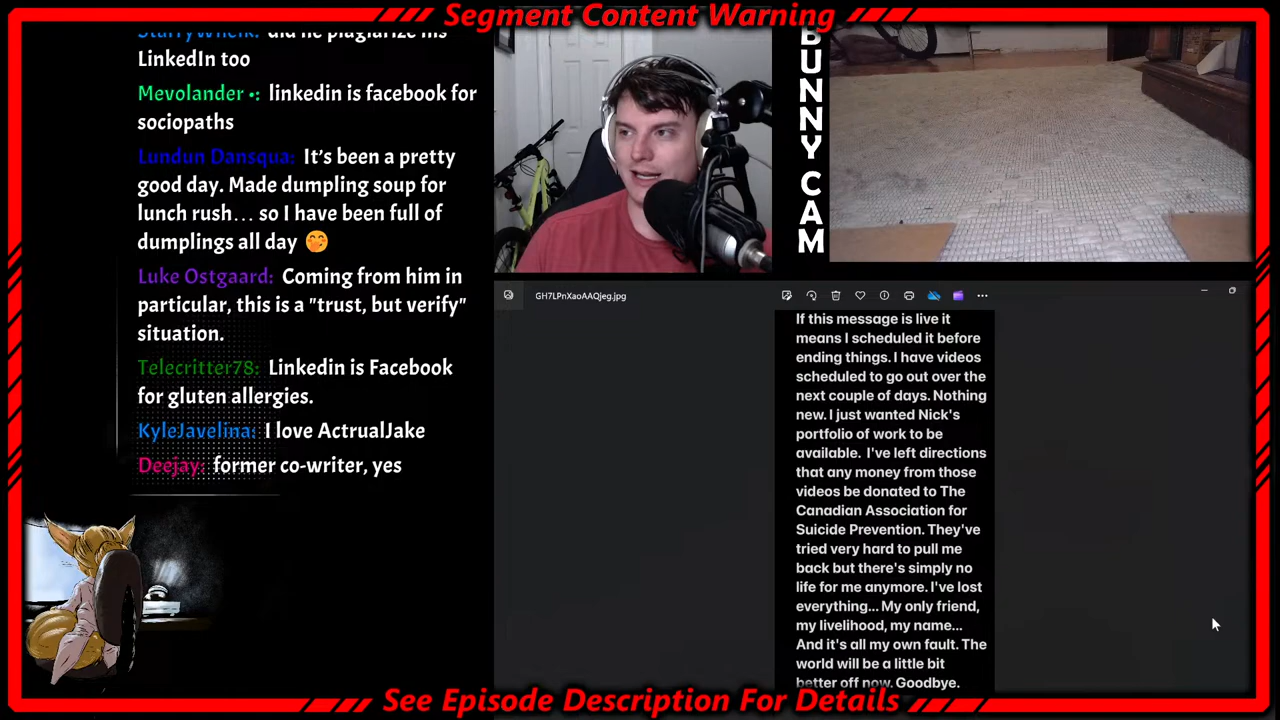 Segment Content Warning
LinkedIn too
Mevolander •: linkedin is facebook for
sociopaths
Lundun Dansqua: It's been a pretty
good day. Made dumpling soup for
lunch rush... so I have been full of
dumplings all day 🤭
Luke Ostgaard: Coming from him in
particular, this is a "trust, but verify"
situation.
Telecritter78: Linkedin is Facebook
for gluten allergies.
KyleJavelina: I love ActrualJake
Deejay: former co-writer, yes
BUNNY CAM
GH7LPnXaoAAQjeg.jpg
If this message is live it
means I scheduled it before
ending things. I have videos
scheduled to go out over the
next couple of days. Nothing
new. I just wanted Nick's
portfolio of work to be
available. I've left directions
that any money from those
videos be donated to The
Canadian Association for
Suicide Prevention. They've
tried very hard to pull me
back but there's simply no
life for me anymore. I've lost
everything... My only friend,
my livelihood, my name...
And it's all my own fault. The
world will be a little bit
better off now. Goodbye.
See Episode Description For Details